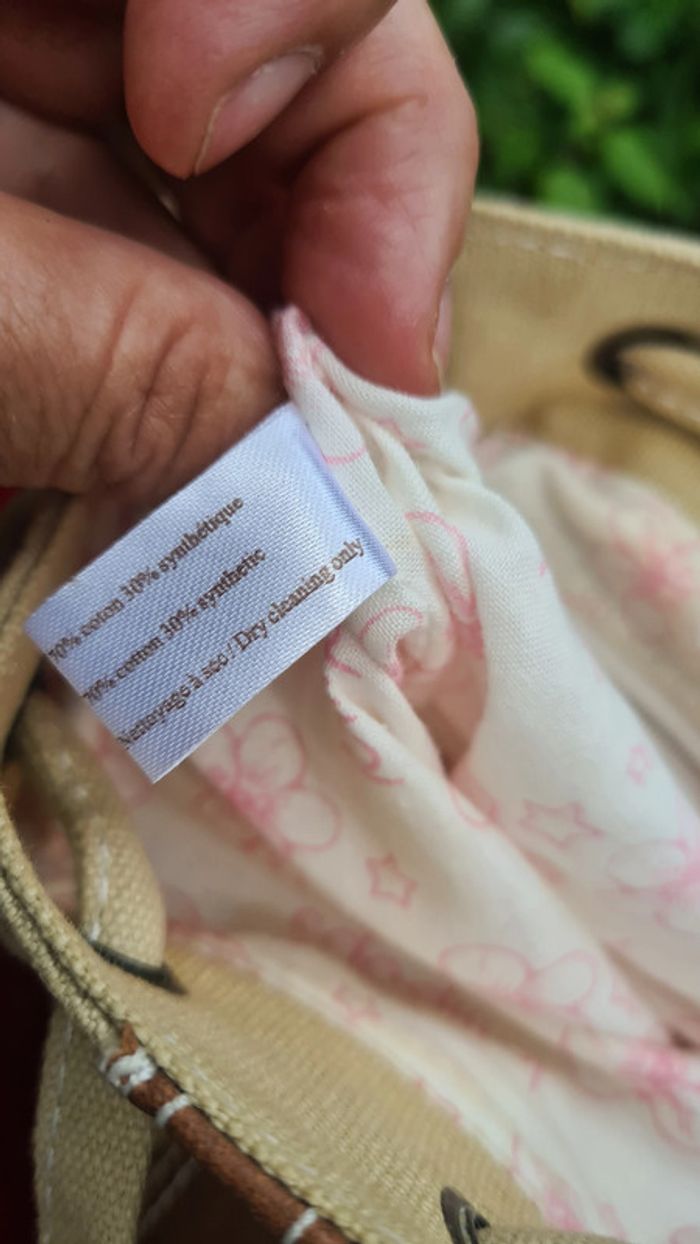 70% coton 30% synthétique
70% cotton 30% synthetic
Nettoyage à sec / Dry cleaning only